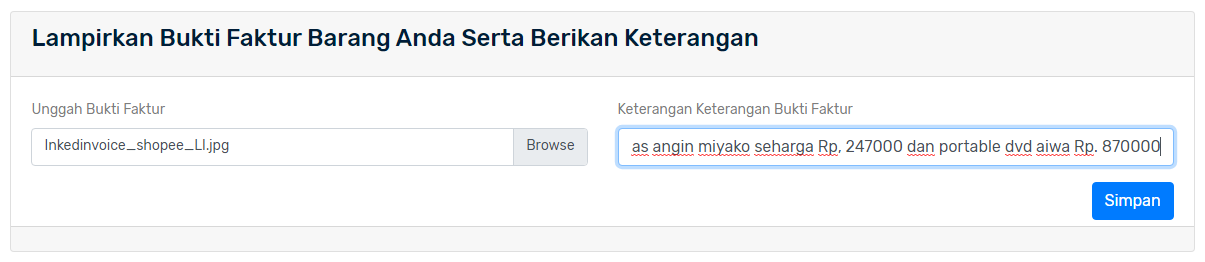 Lampirkan Bukti Faktur Barang Anda Serta Berikan Keterangan
Unggah Bukti Faktur
Keterangan Keterangan Bukti Faktur
Inkedinvoice_shopee_LI.jpg
Browse
as angin miyako seharga Rp, 247000 dan portable dvd aiwa Rp. 870000
Simpan